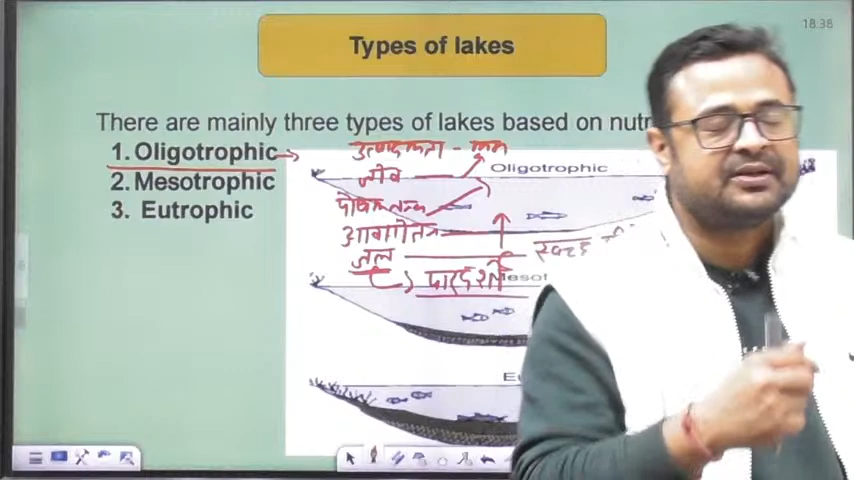 18:38
Types of lakes
There are mainly three types of lakes based on nutr
1. Oligotrophic
2. Mesotrophic
3. Eutrophic
उत्पादकता - कम
Oligotrophic
जीव
पोषक तत्व
जल
स्वच्छ
पारदर्शी
Mesot
E